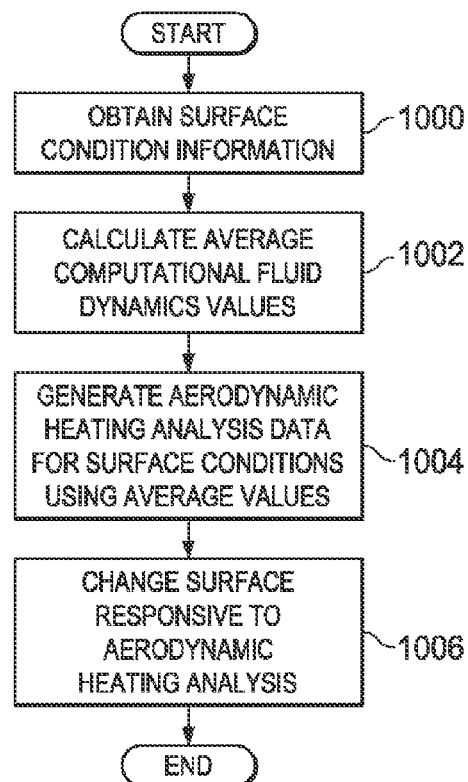 START
OBTAIN SURFACE
CONDITION INFORMATION
1000
CALCULATE AVERAGE
COMPUTATIONAL FLUID
DYNAMICS VALUES
1002
GENERATE AERODYNAMIC
HEATING ANALYSIS DATA
FOR SURFACE CONDITIONS
USING AVERAGE VALUES
1004
CHANGE SURFACE
RESPONSIVE TO
AERODYNAMIC
HEATING ANALYSIS
1006
END